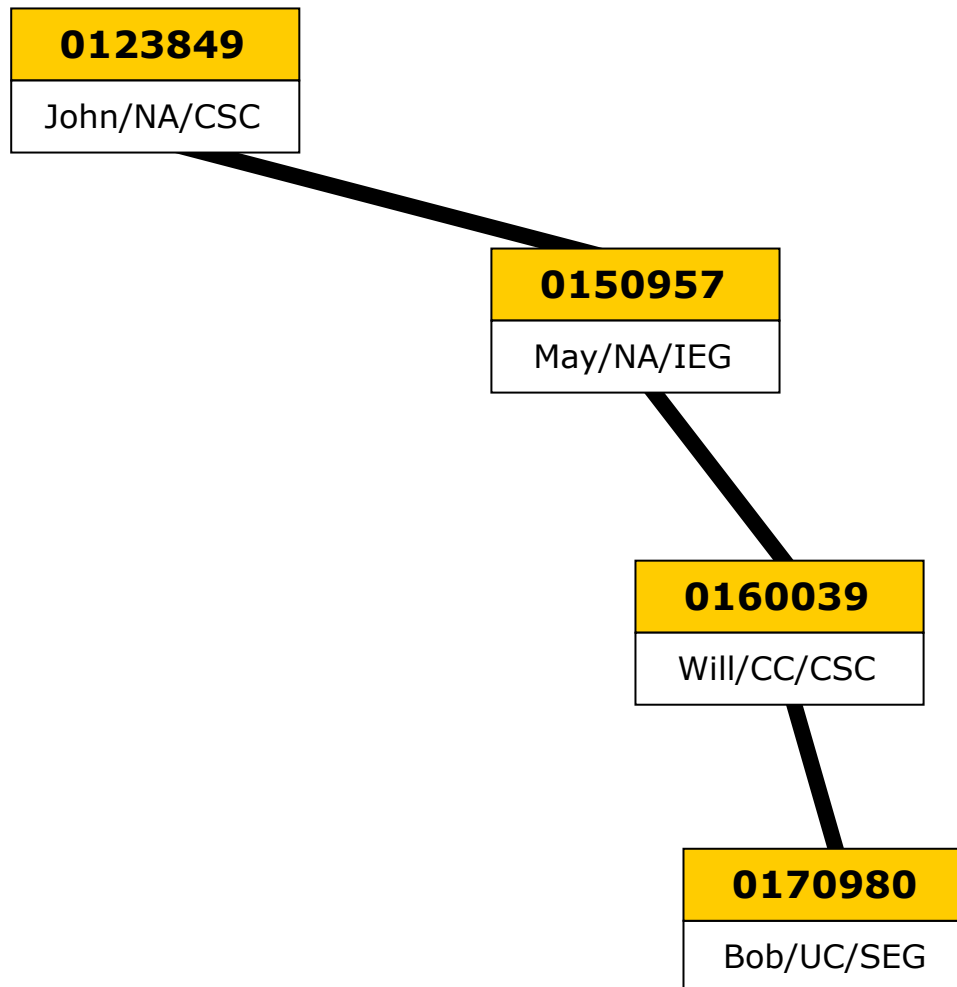 0123849
John/NA/CSC
0150957
May/NA/IEG
0160039
Will/CC/CSC
0170980
Bob/UC/SEG